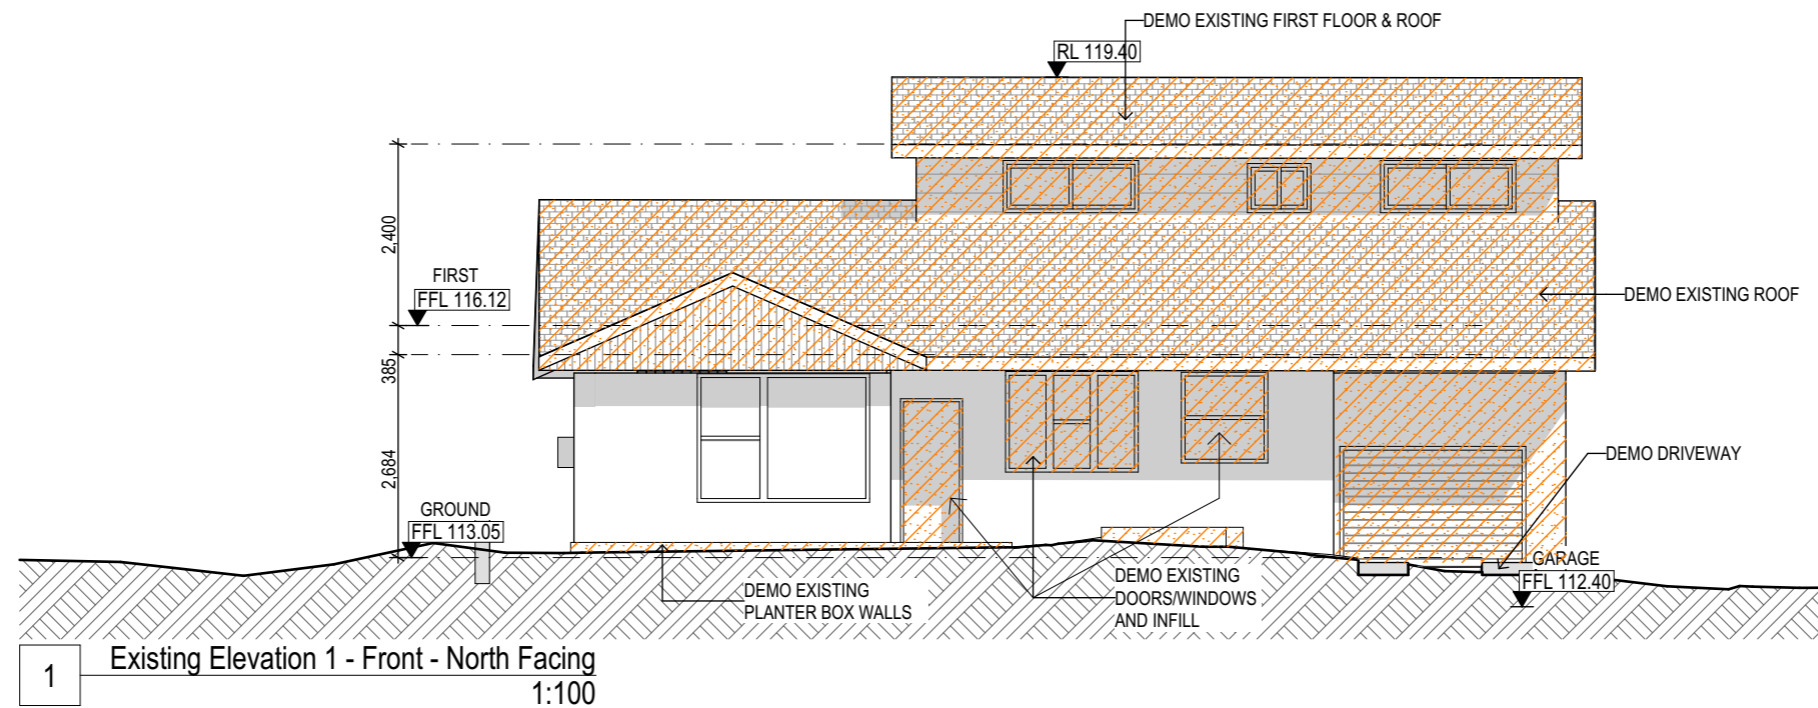 DEMO EXISTING FIRST FLOOR & ROOF
RL 119.40
2,400
FIRST
FFL 116.12
DEMO EXISTING ROOF
385
2,684
DEMO DRIVEWAY
GROUND
FFL 113.05
GARAGE
FFL 112.40
DEMO EXISTING
PLANTER BOX WALLS
DEMO EXISTING
DOORS/WINDOWS
AND INFILL
1
Existing Elevation 1 - Front - North Facing
1:100